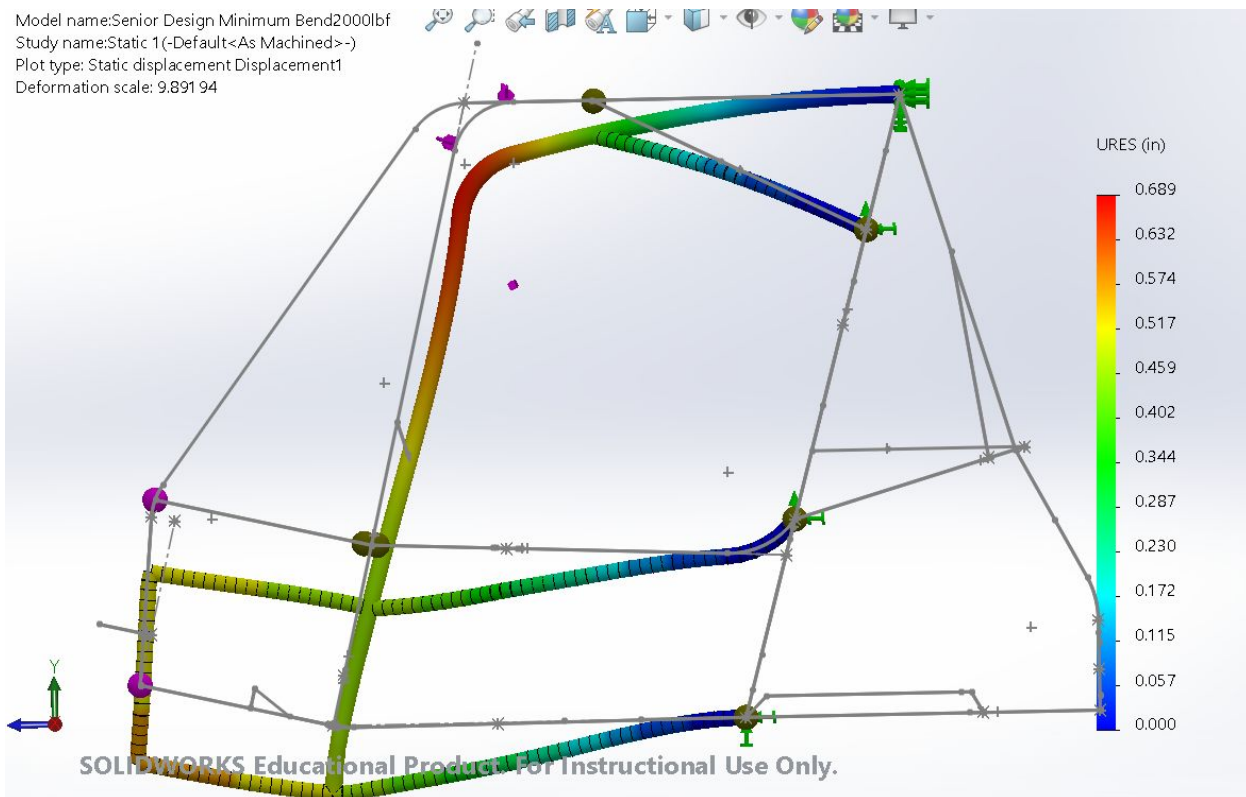 Model name:Senior Design Minimum Bend2000lbf
Study name:Static 1(-Default<As Machined>-)
Plot type: Static displacement Displacement1
Deformation scale: 9.89194
URES (in)
0.689
0.632
0.574
0.517
0.459
0.402
0.344
0.287
0.230
0.172
0.115
0.057
0.000
Y
SOLIDWORKS Educational Product. For Instructional Use Only.